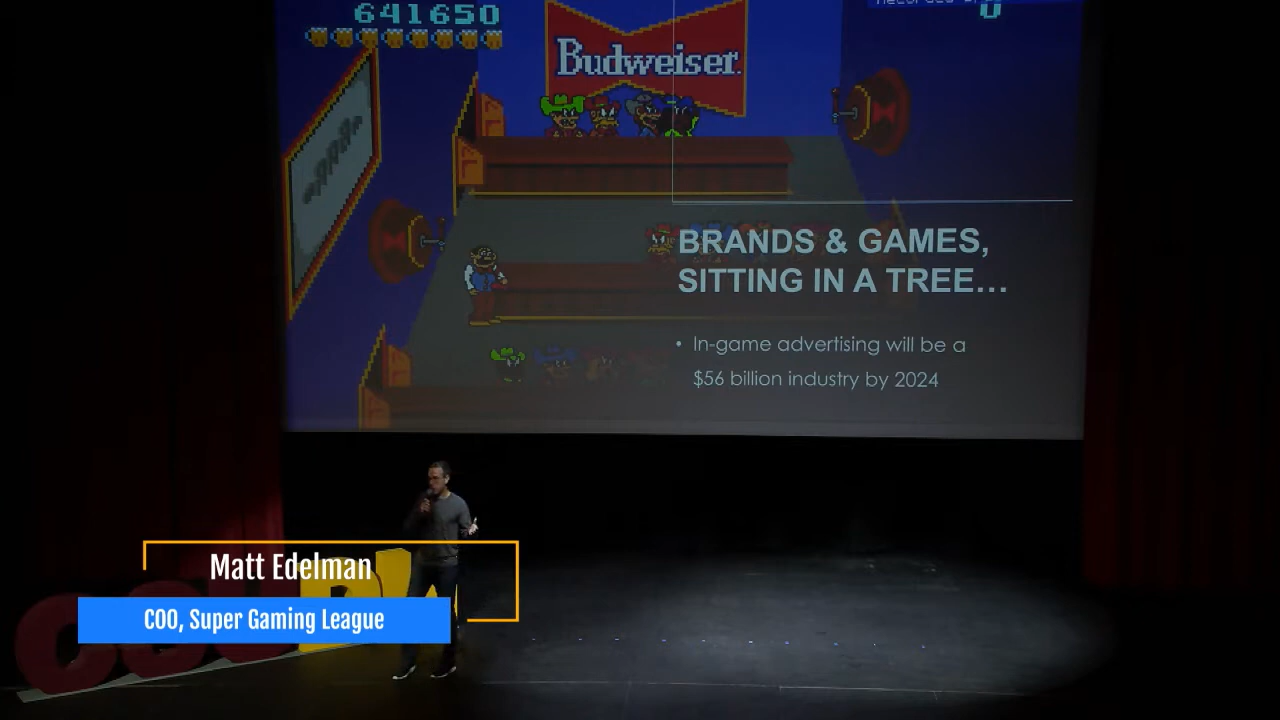 641650
0
Budweiser.
BRANDS & GAMES,
SITTING IN A TREE...
• In-game advertising will be a
$56 billion industry by 2024
Matt Edelman
COO, Super Gaming League